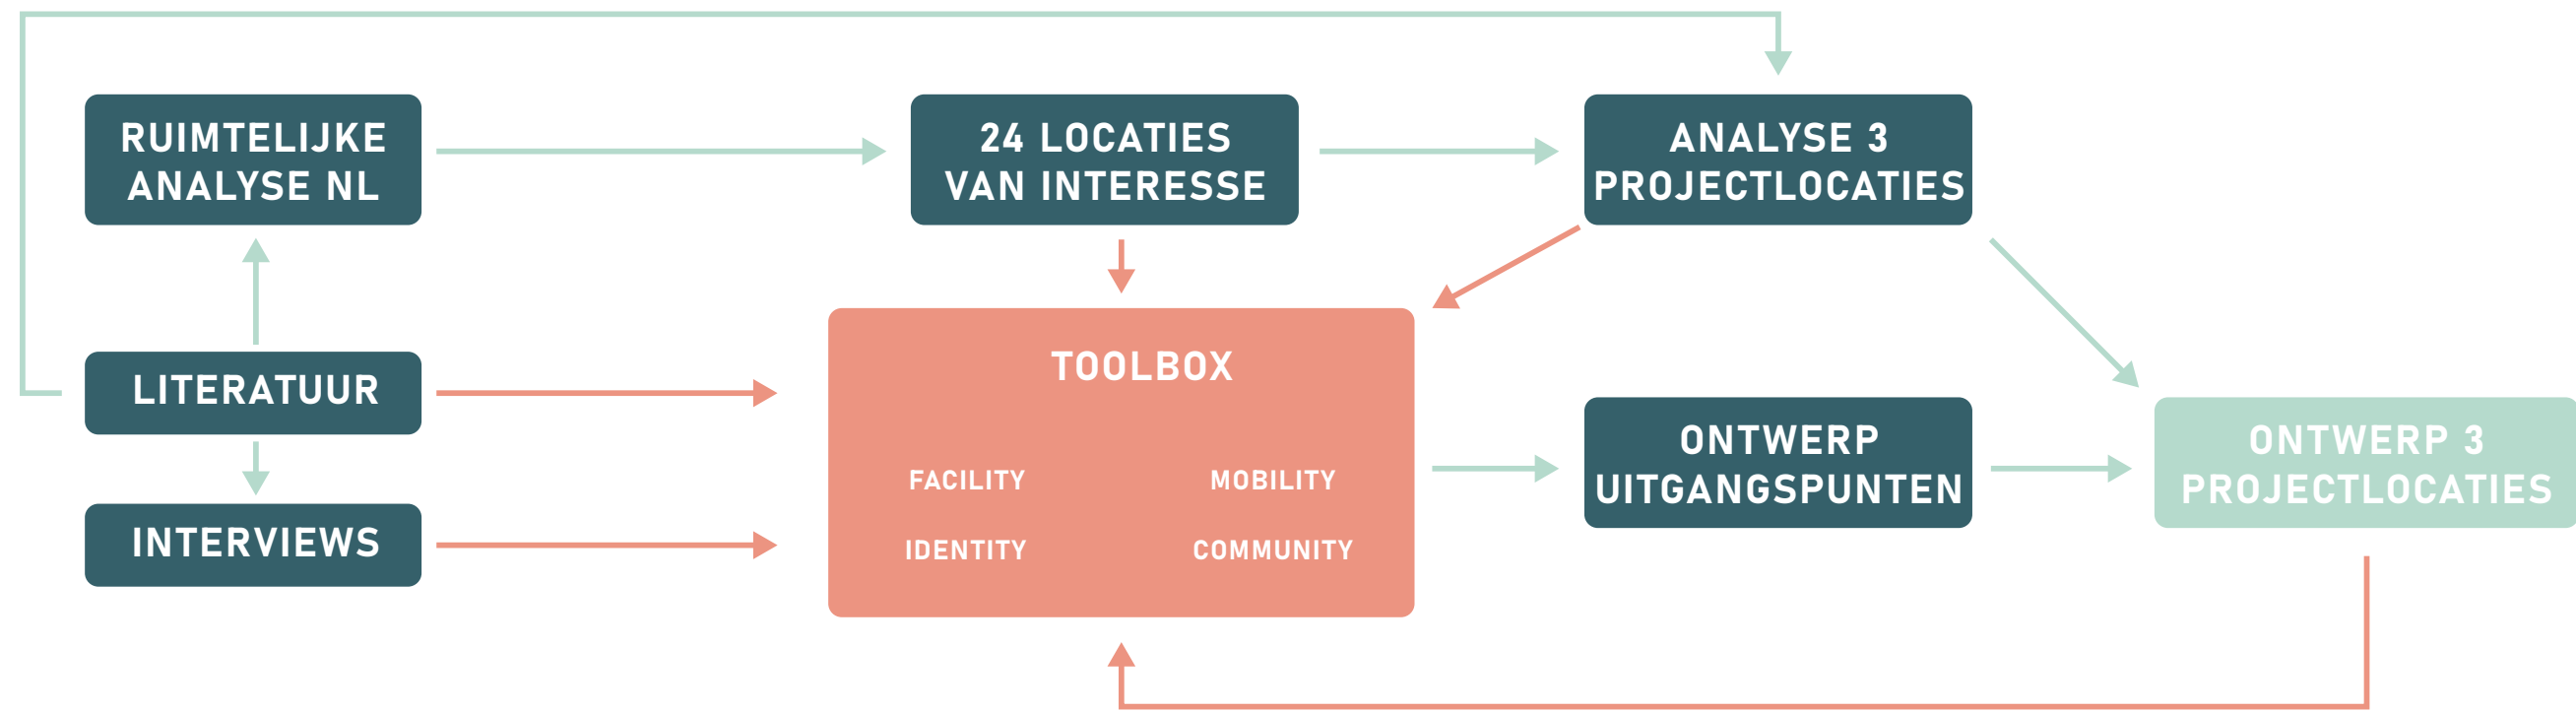 RUIMTELIJKE
ANALYSE NL
24 LOCATIES
VAN INTERESSE
ANALYSE 3
PROJECTLOCATIES
LITERATUUR
INTERVIEWS
TOOLBOX
FACILITY
MOBILITY
IDENTITY
COMMUNITY
ONTWERP
UITGANGSPUNTEN
ONTWERP 3
PROJECTLOCATIES